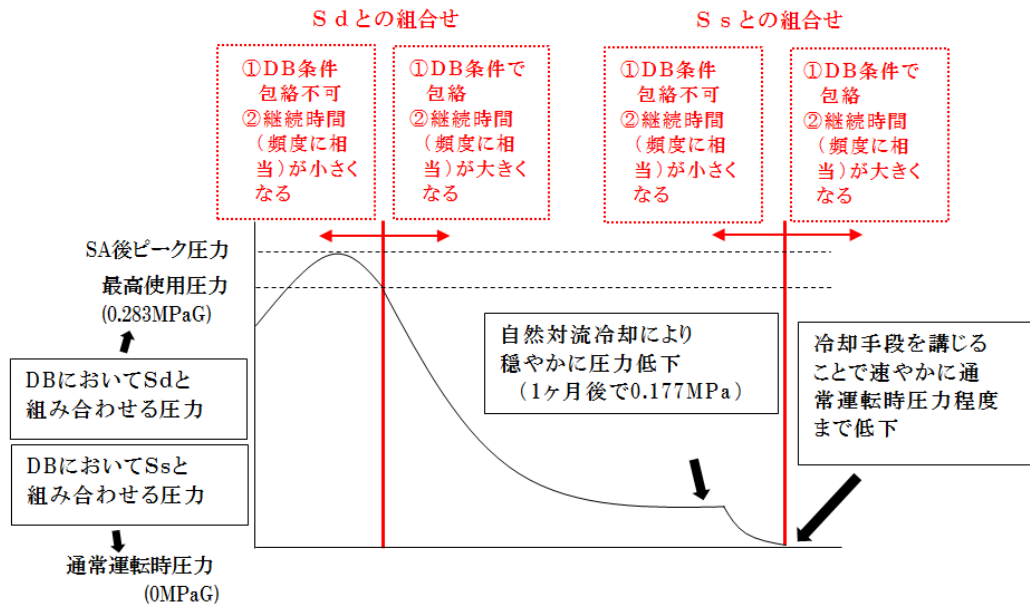 Ｓｄとの組合せ
Ｓｓとの組合せ
①DB条件
包絡不可
②継続時間
（頻度に相
当）が小さく
なる
①DB条件で
包絡
②継続時間
（頻度に相
当）が大きく
なる
①DB条件
包絡不可
②継続時間
（頻度に相
当）が小さく
なる
①DB条件で
包絡
②継続時間
（頻度に相
当）が大きく
なる
SA後ピーク圧力
最高使用圧力
(0.283MPaG)
DBにおいてSdと
組み合わせる圧力
DBにおいてSsと
組み合わせる圧力
通常運転時圧力
(0MPaG)
自然対流冷却により
穏やかに圧力低下
（1ヶ月後で0.177MPa）
冷却手段を講じる
ことで速やかに通
常運転時圧力程度
まで低下